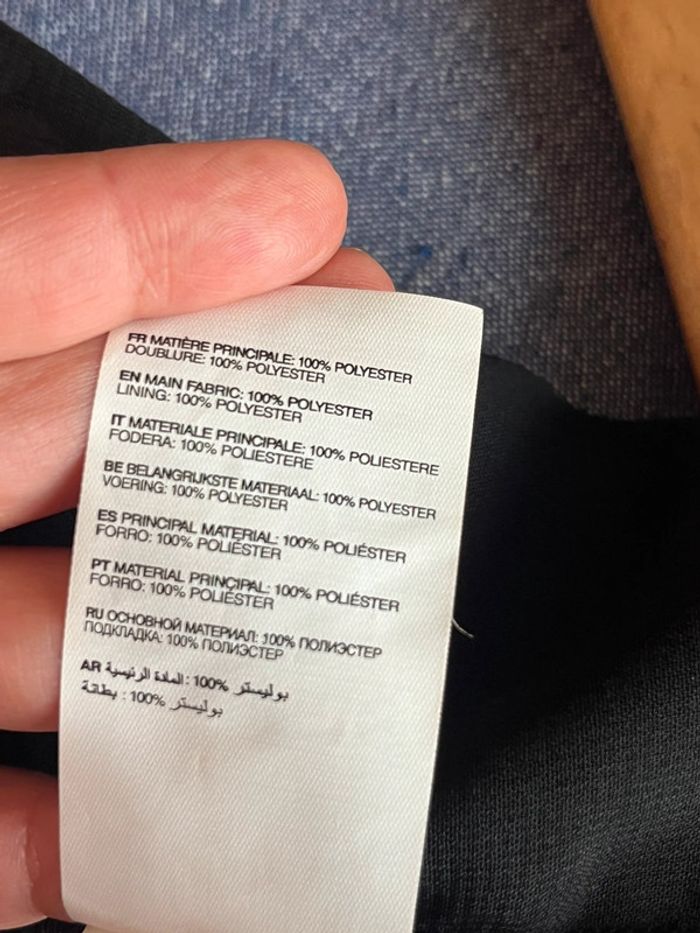 FR MATIÈRE PRINCIPALE: 100% POLYESTER
DOUBLURE: 100% POLYESTER
EN MAIN FABRIC: 100% POLYESTER
LINING: 100% POLYESTER
IT MATERIALE PRINCIPALE: 100% POLIESTERE
FODERA: 100% POLIESTERE
BE BELANGRIJKSTE MATERIAAL: 100% POLYESTER
VOERING: 100% POLYESTER
ES PRINCIPAL MATERIAL: 100% POLIÉSTER
FORRO: 100% POLIÉSTER
PT MATERIAL PRINCIPAL: 100% POLIÉSTER
FORRO: 100% POLIÉSTER
RU ОСНОВНОЙ МАТЕРИАЛ: 100% ПОЛИЭСТЕР
ПОДКЛАДКА: 100% ПОЛИЭСТЕР
AR المادة الرئيسية: 100% بوليستر
بطانة : 100% بوليستر